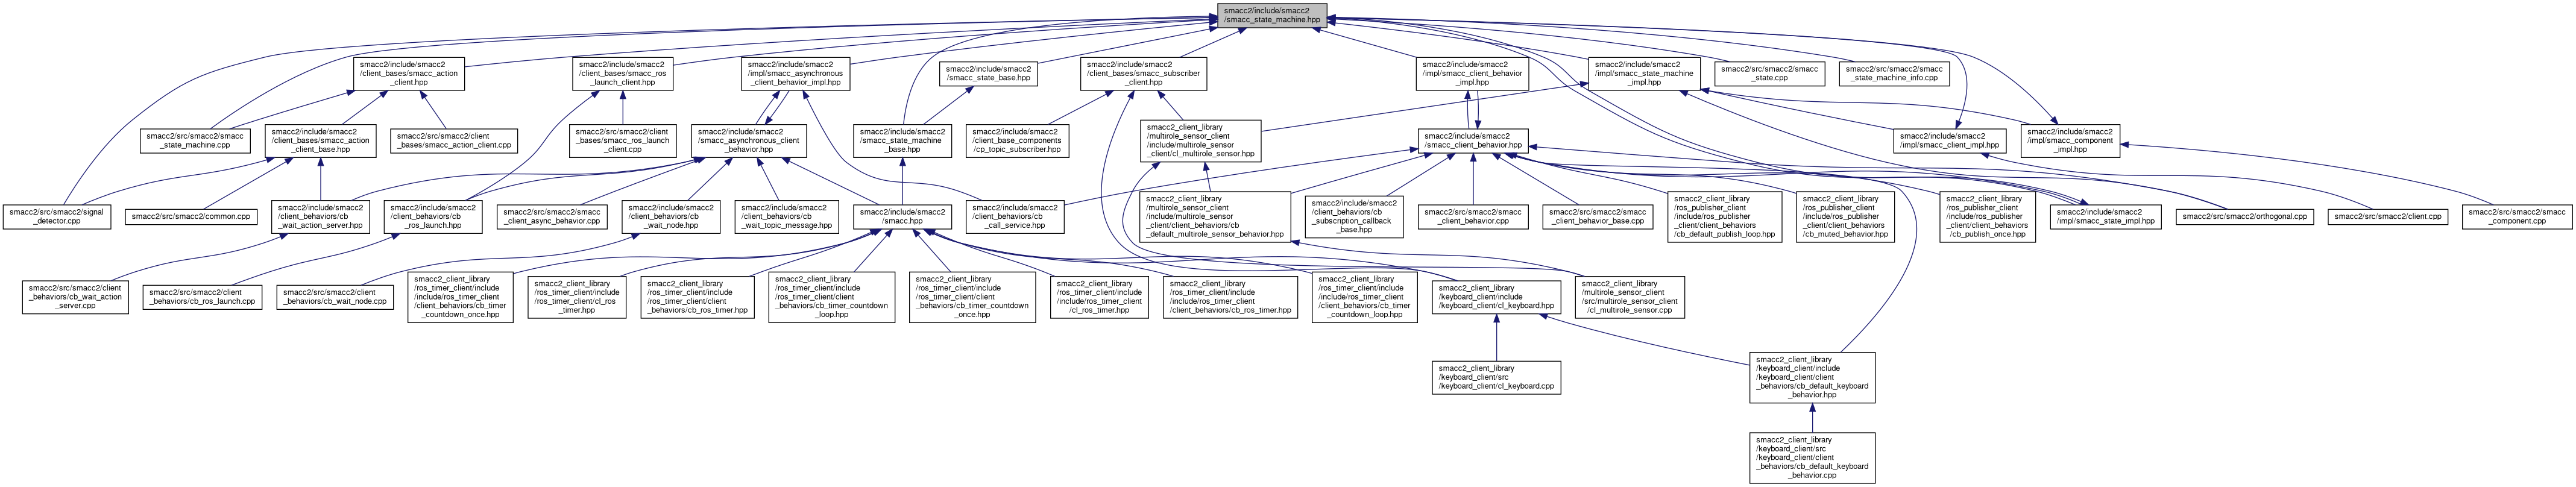 smacc2/include/smacc2
/smacc_state_machine.hpp
smacc2/include/smacc2
/client_bases/smacc_action
_client.hpp
smacc2/include/smacc2
/client_bases/smacc_ros
_launch_client.hpp
smacc2/include/smacc2
/impl/smacc_asynchronous
_client_behavior_impl.hpp
smacc2/include/smacc2
/smacc_state_base.hpp
smacc2/include/smacc2
/client_bases/smacc_subscriber
_client.hpp
smacc2/include/smacc2
/impl/smacc_client_behavior
_impl.hpp
smacc2/include/smacc2
/impl/smacc_state_machine
_impl.hpp
smacc2/src/smacc2/smacc
_state.cpp
smacc2/src/smacc2/smacc
_state_machine_info.cpp
smacc2/src/smacc2/smacc
_state_machine.cpp
smacc2/include/smacc2
/client_bases/smacc_action
_client_base.hpp
smacc2/src/smacc2/client
_bases/smacc_action_client.cpp
smacc2/src/smacc2/client
_bases/smacc_ros_launch
_client.cpp
smacc2/include/smacc2
/smacc_asynchronous_client
_behavior.hpp
smacc2/include/smacc2
/smacc_state_machine
_base.hpp
smacc2/include/smacc2
/client_base_components
/cp_topic_subscriber.hpp
smacc2_client_library
/multirole_sensor_client
/include/multirole_sensor
_client/cl_multirole_sensor.hpp
smacc2/include/smacc2
/smacc_client_behavior.hpp
smacc2/include/smacc2
/impl/smacc_client_impl.hpp
smacc2/include/smacc2
/impl/smacc_component
_impl.hpp
smacc2/src/smacc2/signal
_detector.cpp
smacc2/src/smacc2/common.cpp
smacc2/include/smacc2
/client_behaviors/cb
_wait_action_server.hpp
smacc2/include/smacc2
/client_behaviors/cb
_ros_launch.hpp
smacc2/src/smacc2/smacc
_client_async_behavior.cpp
smacc2/include/smacc2
/client_behaviors/cb
_wait_node.hpp
smacc2/include/smacc2
/client_behaviors/cb
_wait_topic_message.hpp
smacc2/include/smacc2
/smacc.hpp
smacc2/include/smacc2
/client_behaviors/cb
_call_service.hpp
smacc2_client_library
/multirole_sensor_client
/include/multirole_sensor
_client/client_behaviors/cb
_default_multirole_sensor_behavior.hpp
smacc2/include/smacc2
/client_behaviors/cb
_subscription_callback
_base.hpp
smacc2/src/smacc2/smacc
_client_behavior.cpp
smacc2/src/smacc2/smacc
_client_behavior_base.cpp
smacc2_client_library
/ros_publisher_client
/include/ros_publisher
_client/client_behaviors
/cb_default_publish_loop.hpp
smacc2_client_library
/ros_publisher_client
/include/ros_publisher
_client/client_behaviors
/cb_muted_behavior.hpp
smacc2_client_library
/ros_publisher_client
/include/ros_publisher
_client/client_behaviors
/cb_publish_once.hpp
smacc2/include/smacc2
/impl/smacc_state_impl.hpp
smacc2/src/smacc2/orthogonal.cpp
smacc2/src/smacc2/client.cpp
smacc2/src/smacc2/smacc
_component.cpp
smacc2/src/smacc2/client
_behaviors/cb_wait_action
_server.cpp
smacc2/src/smacc2/client
_behaviors/cb_ros_launch.cpp
smacc2/src/smacc2/client
_behaviors/cb_wait_node.cpp
smacc2_client_library
/ros_timer_client/include
/include/ros_timer_client
/client_behaviors/cb_timer
_countdown_once.hpp
smacc2_client_library
/ros_timer_client/include
/ros_timer_client/cl_ros
_timer.hpp
smacc2_client_library
/ros_timer_client/include
/ros_timer_client/client
_behaviors/cb_ros_timer.hpp
smacc2_client_library
/ros_timer_client/include
/ros_timer_client/client
_behaviors/cb_timer_countdown
_loop.hpp
smacc2_client_library
/ros_timer_client/include
/ros_timer_client/client
_behaviors/cb_timer_countdown
_once.hpp
smacc2_client_library
/ros_timer_client/include
/include/ros_timer_client
/cl_ros_timer.hpp
smacc2_client_library
/ros_timer_client/include
/include/ros_timer_client
/client_behaviors/cb_ros_timer.hpp
smacc2_client_library
/ros_timer_client/include
/include/ros_timer_client
/client_behaviors/cb_timer
_countdown_loop.hpp
smacc2_client_library
/keyboard_client/include
/keyboard_client/cl_keyboard.hpp
smacc2_client_library
/multirole_sensor_client
/src/multirole_sensor_client
/cl_multirole_sensor.cpp
smacc2_client_library
/keyboard_client/src
/keyboard_client/cl_keyboard.cpp
smacc2_client_library
/keyboard_client/include
/keyboard_client/client
_behaviors/cb_default_keyboard
_behavior.hpp
smacc2_client_library
/keyboard_client/src
/keyboard_client/client
_behaviors/cb_default_keyboard
_behavior.cpp